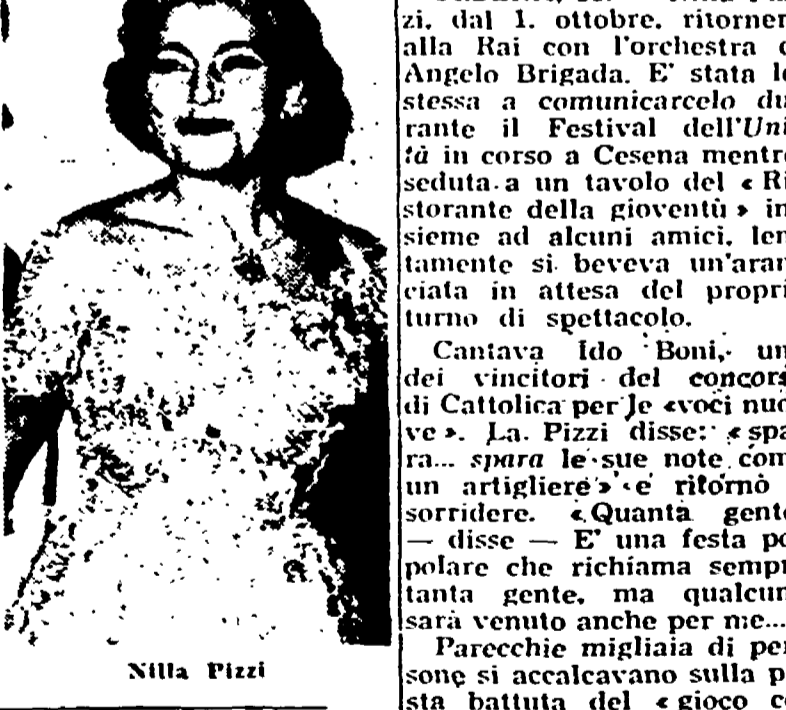 Nilla Pizzi
zi, dal 1. ottobre, ritorner
alla Rai con l'orchestra
Angelo Brigada. E' stata le
stessa a comunicarcelo du
rante il Festival dell'Uni
tà in corso a Cesena mentre
seduta a un tavolo del « Ri
storante della gioventù » in
sieme ad alcuni amici, len
tamente si beveva un'aran
ciata in attesa del propri
turno di spettacolo.
Cantava Ido Boni, un
dei vincitori del concors
di Cattolica per le «voci nuo
ve ». La Pizzi disse: « spa
ra... spara le sue note com
un artigliere » e ritornò
sorridere. « Quanta gente
— disse — E' una festa po
polare che richiama sempr
tanta gente, ma qualcun
sarà venuto anche per me...
Parecchie migliaia di per
sone si accalcavano sulla p
sta battuta del « gioco co